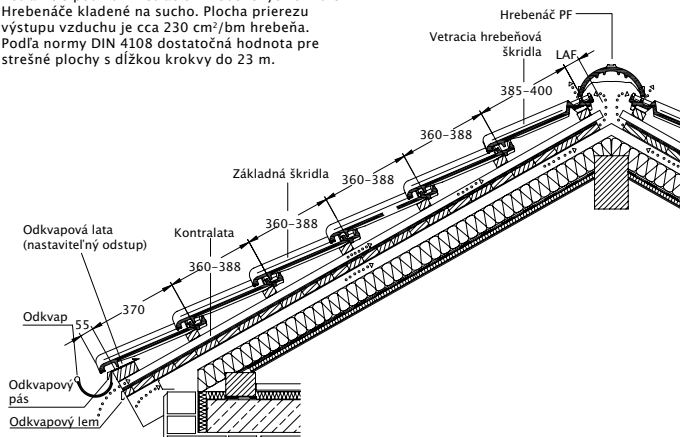 Hrebenáče kladené na sucho. Plocha prierezu
výstupu vzduchu je cca 230 cm²/bm hrebeňa.
Podľa normy DIN 4108 dostatočná hodnota pre
strešné plochy s dĺžkou krokvy do 23 m.
Hrebenáč PF
Vetracia hrebeňová
škridla
LAF
385–400
360–388
Základná škridla
360–388
360–388
Odkvapová lata
(nastaviteľný odstup)
Kontralata
360–388
370
Odkvap
55
Odkvapový
pás
Odkvapový lem